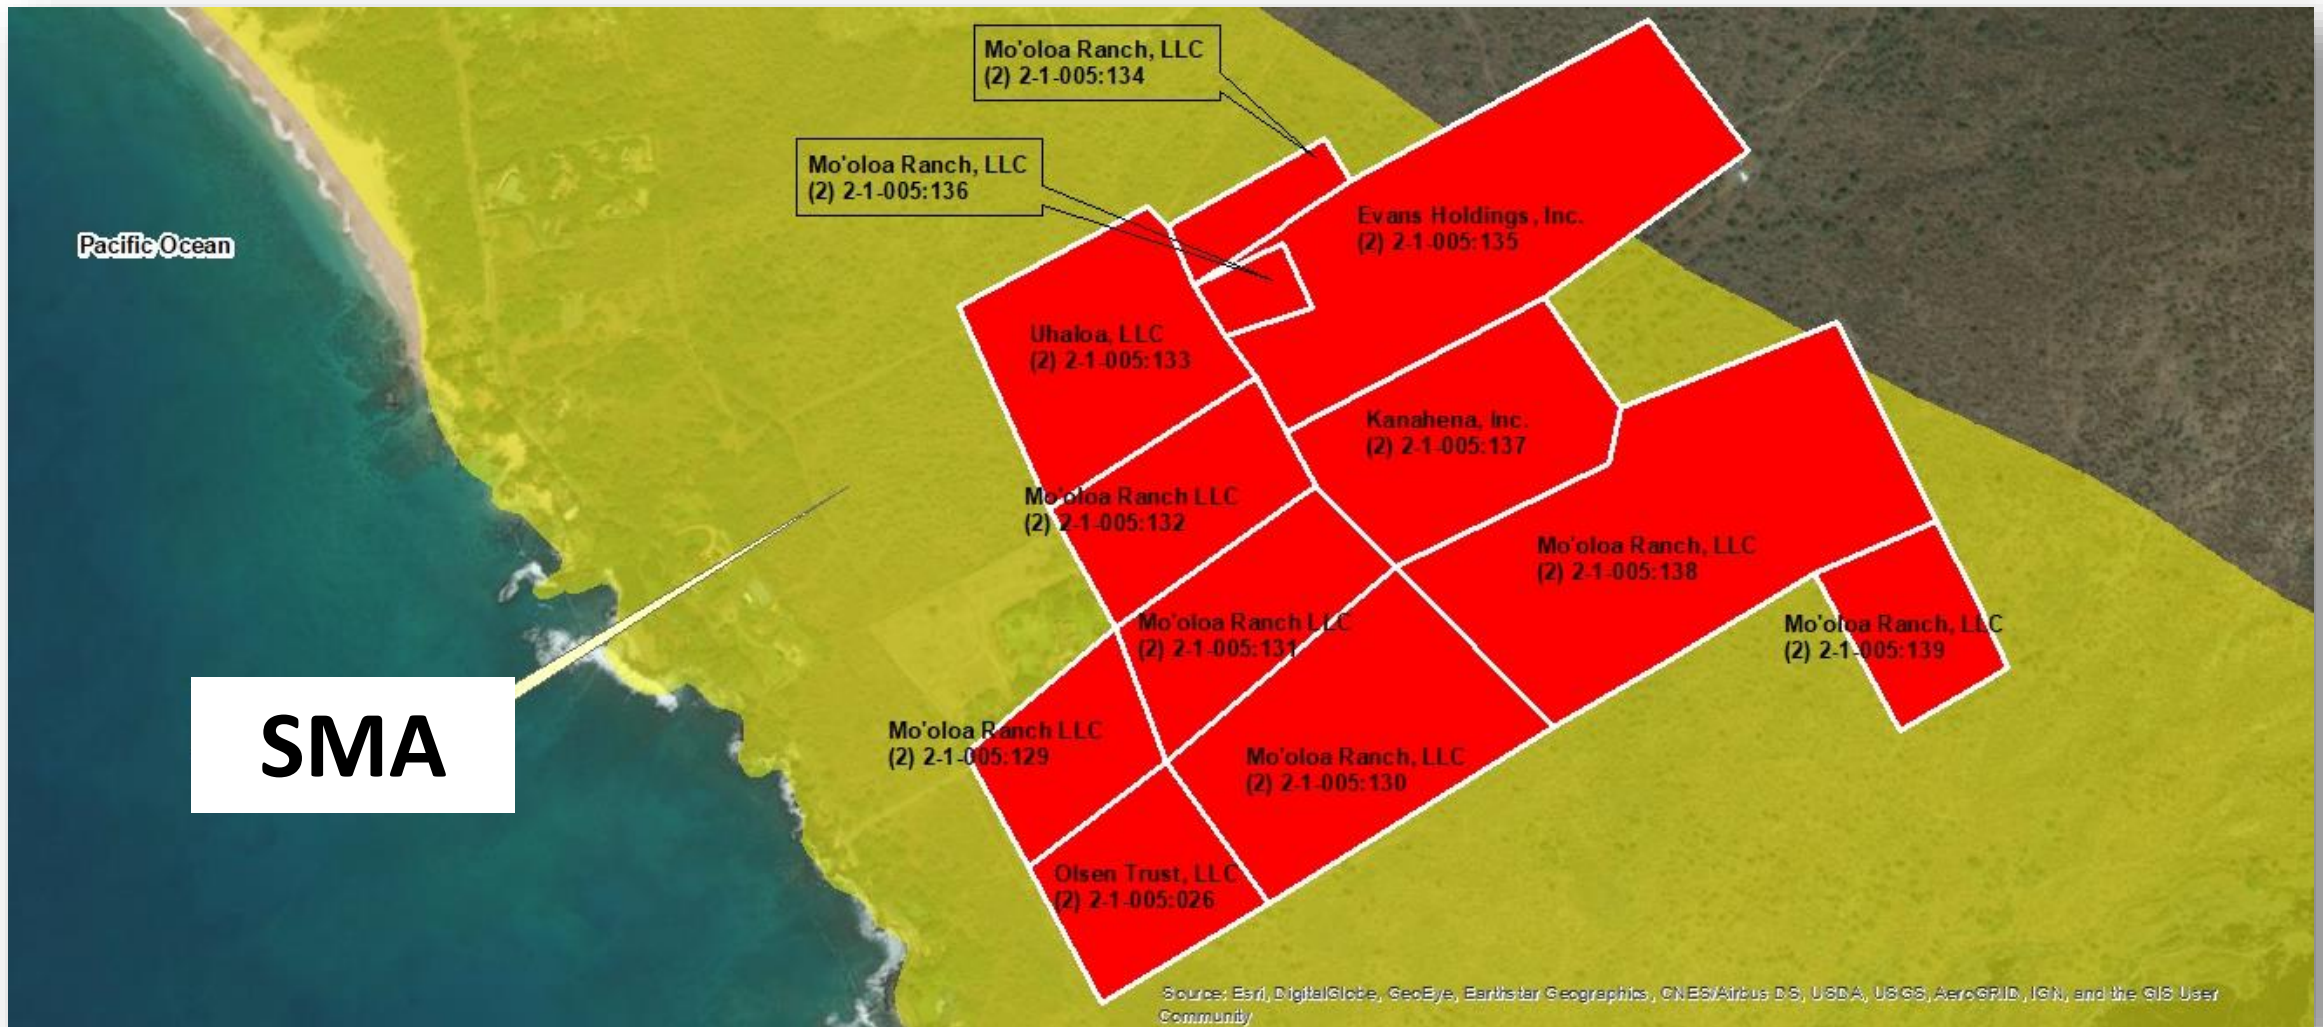 Mo'oloa Ranch, LLC
(2) 2-1-005:134
Mo'oloa Ranch, LLC
(2) 2-1-005:136
Pacific Ocean
Evans Holdings, Inc.
(2) 2-1-005:135
Uhaloa, LLC
(2) 2-1-005:133
Kanahena, Inc.
(2) 2-1-005:137
Mo'oloa Ranch LLC
(2) 2-1-005:132
Mo'oloa Ranch, LLC
(2) 2-1-005:138
Mo'oloa Ranch LLC
(2) 2-1-005:131
Mo'oloa Ranch, LLC
(2) 2-1-005:139
SMA
Mo'oloa Ranch LLC
(2) 2-1-005:129
Mo'oloa Ranch, LLC
(2) 2-1-005:130
Olsen Trust, LLC
(2) 2-1-005:026
Source: Esri, DigitalGlobe, GeoEye, Earthstar Geographics, CNES/Airbus DS, USDA, USGS, AeroGRID, IGN, and the GIS User
Community